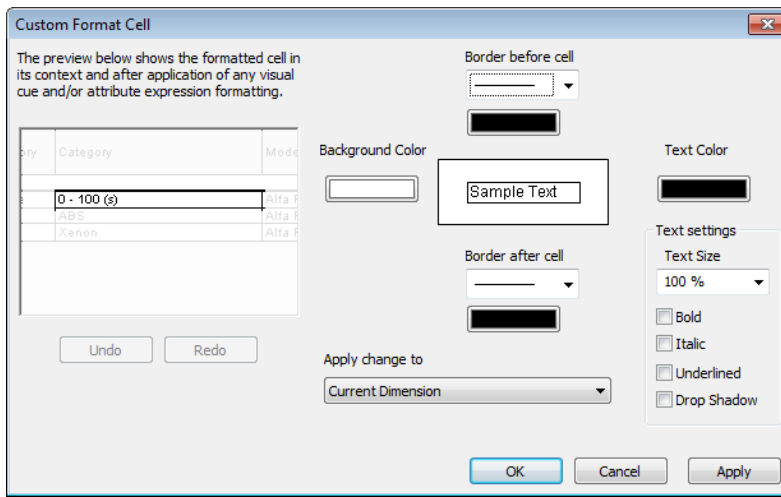 Custom Format Cell
The preview below shows the formatted cell in
its context and after application of any visual
cue and/or attribute expression formatting.
Category
Mode
0 - 100 (s)
Alfa
ABS
Alfa
Xenon
Alfa
Undo
Redo
Border before cell
Background Color
Sample Text
Text Color
Border after cell
Apply change to
Current Dimension
Text settings
Text Size
100 %
Bold
Italic
Underlined
Drop Shadow
OK
Cancel
Apply